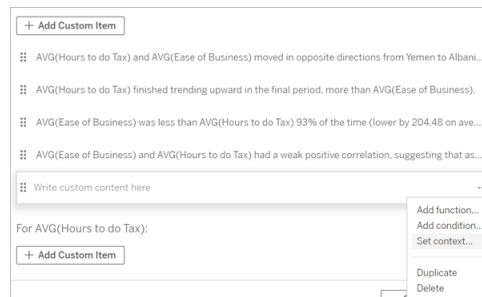 + Add Custom Item
AVG(Hours to do Tax) and AVG(Ease of Business) moved in opposite directions from Yemen to Albani...
AVG(Hours to do Tax) finished trending upward in the final period, more than AVG(Ease of Business).
AVG(Ease of Business) was less than AVG(Hours to do Tax) 93% of the time (lower by 204.48 on ave...
AVG(Ease of Business) and AVG(Hours to do Tax) had a weak positive correlation, suggesting that as...
Write custom content here
Add function...
Add condition...
Set context...
For AVG(Hours to do Tax):
+ Add Custom Item
Duplicate
Delete